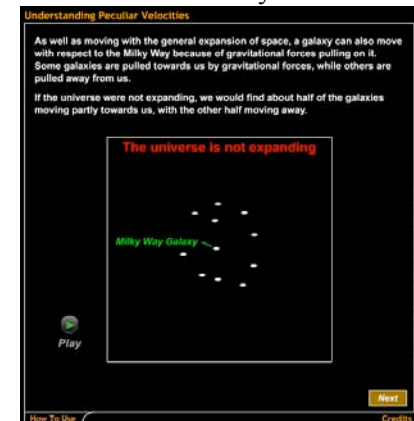 Understanding Peculiar Velocities
As well as moving with the general expansion of space, a galaxy can also move
with respect to the Milky Way because of gravitational forces pulling on it.
Some galaxies are pulled towards us by gravitational forces, while others are
pulled away from us.
If the universe were not expanding, we would find about half of the galaxies
moving partly towards us, with the other half moving away.
The universe is not expanding
Milky Way Galaxy
Play
Next
How To Use
Credits